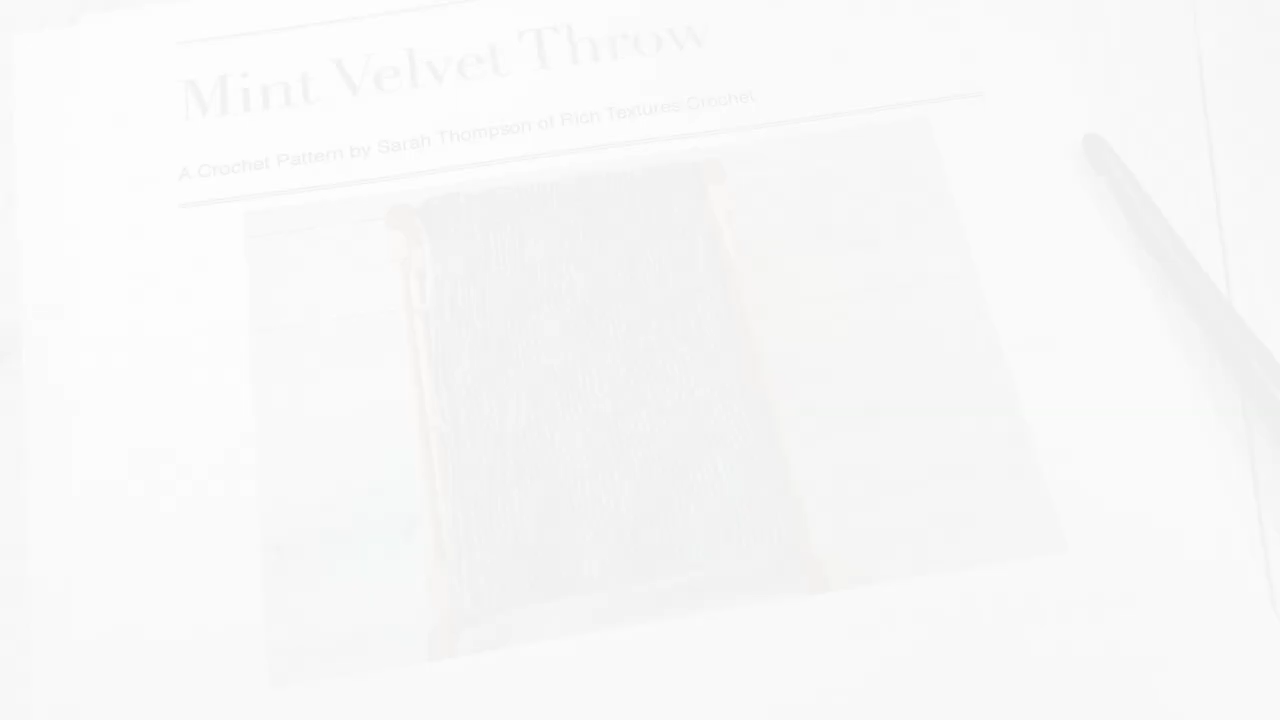 Mint Velvet Throw
A Crochet Pattern by Sarah Thompson of Rich Textures Crochet